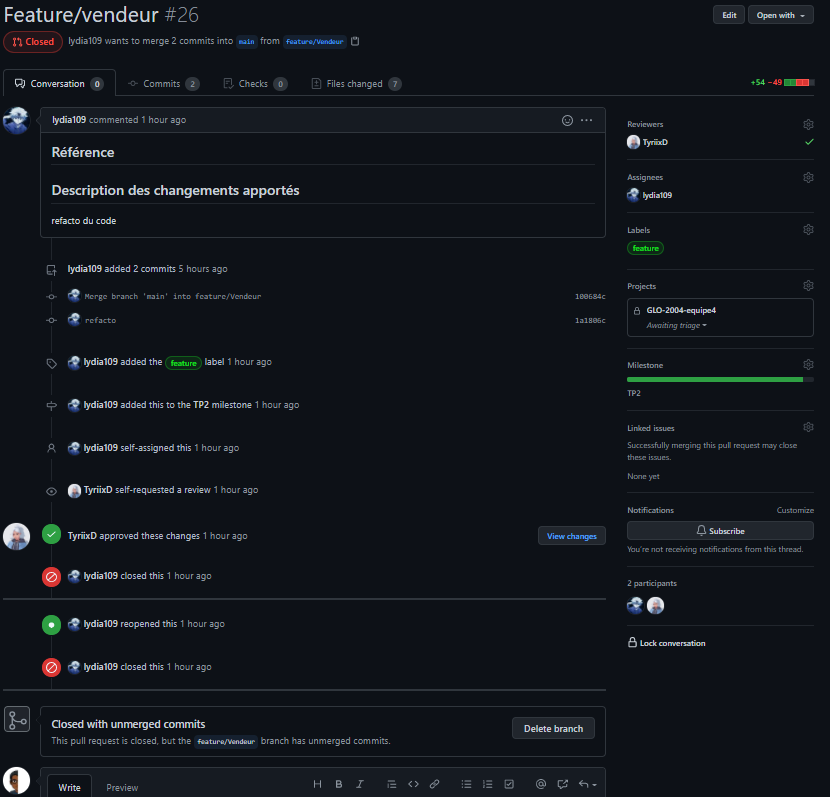 Feature/vendeur #26
Edit
Open with
Closed
lydia109 wants to merge 2 commits into main from Feature/Vendeur
Conversation 0
Commits 2
Checks 0
Files changed 7
+54 −49
lydia109 commented 1 hour ago
Référence
Description des changements apportés
refacto du code
lydia109 added 2 commits 5 hours ago
Merge branch 'main' into feature/Vendeur 100684c
refacto 1a1806c
lydia109 added the feature label 1 hour ago
lydia109 added this to the TP2 milestone 1 hour ago
lydia109 self-assigned this 1 hour ago
TyriixD self-requested a review 1 hour ago
TyriixD approved these changes 1 hour ago
View changes
lydia109 closed this 1 hour ago
lydia109 reopened this 1 hour ago
lydia109 closed this 1 hour ago
Closed with unmerged commits
This pull request is closed, but the feature/Vendeur branch has unmerged commits.
Delete branch
Write
Preview
Reviewers
TyriixD
Assignees
lydia109
Labels
feature
Projects
GLO-2004-equipe4
Awaiting triage
Milestone
TP2
Linked issues
Successfully merging this pull request may close
these issues.
None yet
Notifications
Customize
Subscribe
You're not receiving notifications from this thread.
2 participants
Lock conversation